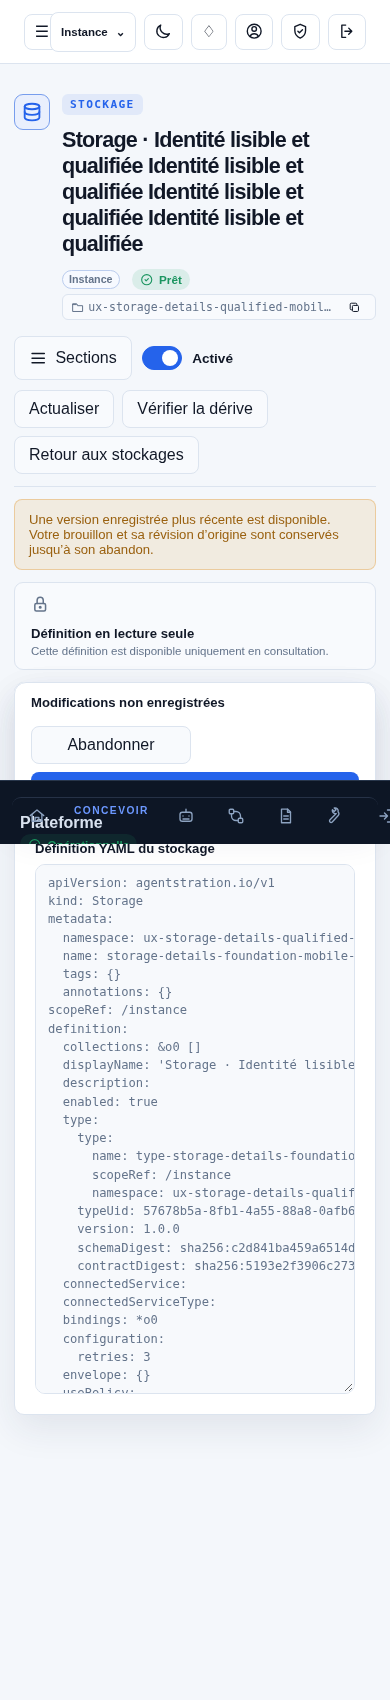 Instance
STOCKAGE
Storage · Identité lisible et
qualifiée Identité lisible et
qualifiée Identité lisible et
qualifiée Identité lisible et
qualifiée
Instance
Prêt
ux-storage-details-qualified-mobil…
Sections
Activé
Actualiser
Vérifier la dérive
Retour aux stockages
Une version enregistrée plus récente est disponible.
Votre brouillon et sa révision d’origine sont conservés
jusqu’à son abandon.
Définition en lecture seule
Cette définition est disponible uniquement en consultation.
Modifications non enregistrées
Abandonner
CONCEVOIR
Plateforme
Définition YAML du stockage
apiVersion: agentstration.io/v1
kind: Storage
metadata:
  namespace: ux-storage-details-qualified-
  name: storage-details-foundation-mobile-
  tags: {}
  annotations: {}
scopeRef: /instance
definition:
  collections: &o0 []
  displayName: 'Storage · Identité lisible
  description:
  enabled: true
  type:
    type:
      name: type-storage-details-foundatio
      scopeRef: /instance
      namespace: ux-storage-details-qualif
    typeUid: 57678b5a-8fb1-4a55-88a8-0afb6
    version: 1.0.0
    schemaDigest: sha256:c2d841ba459a6514d
    contractDigest: sha256:5193e2f3906c273
  connectedService:
  connectedServiceType:
  bindings: *o0
  configuration:
    retries: 3
  envelope: {}
  usePolicy: